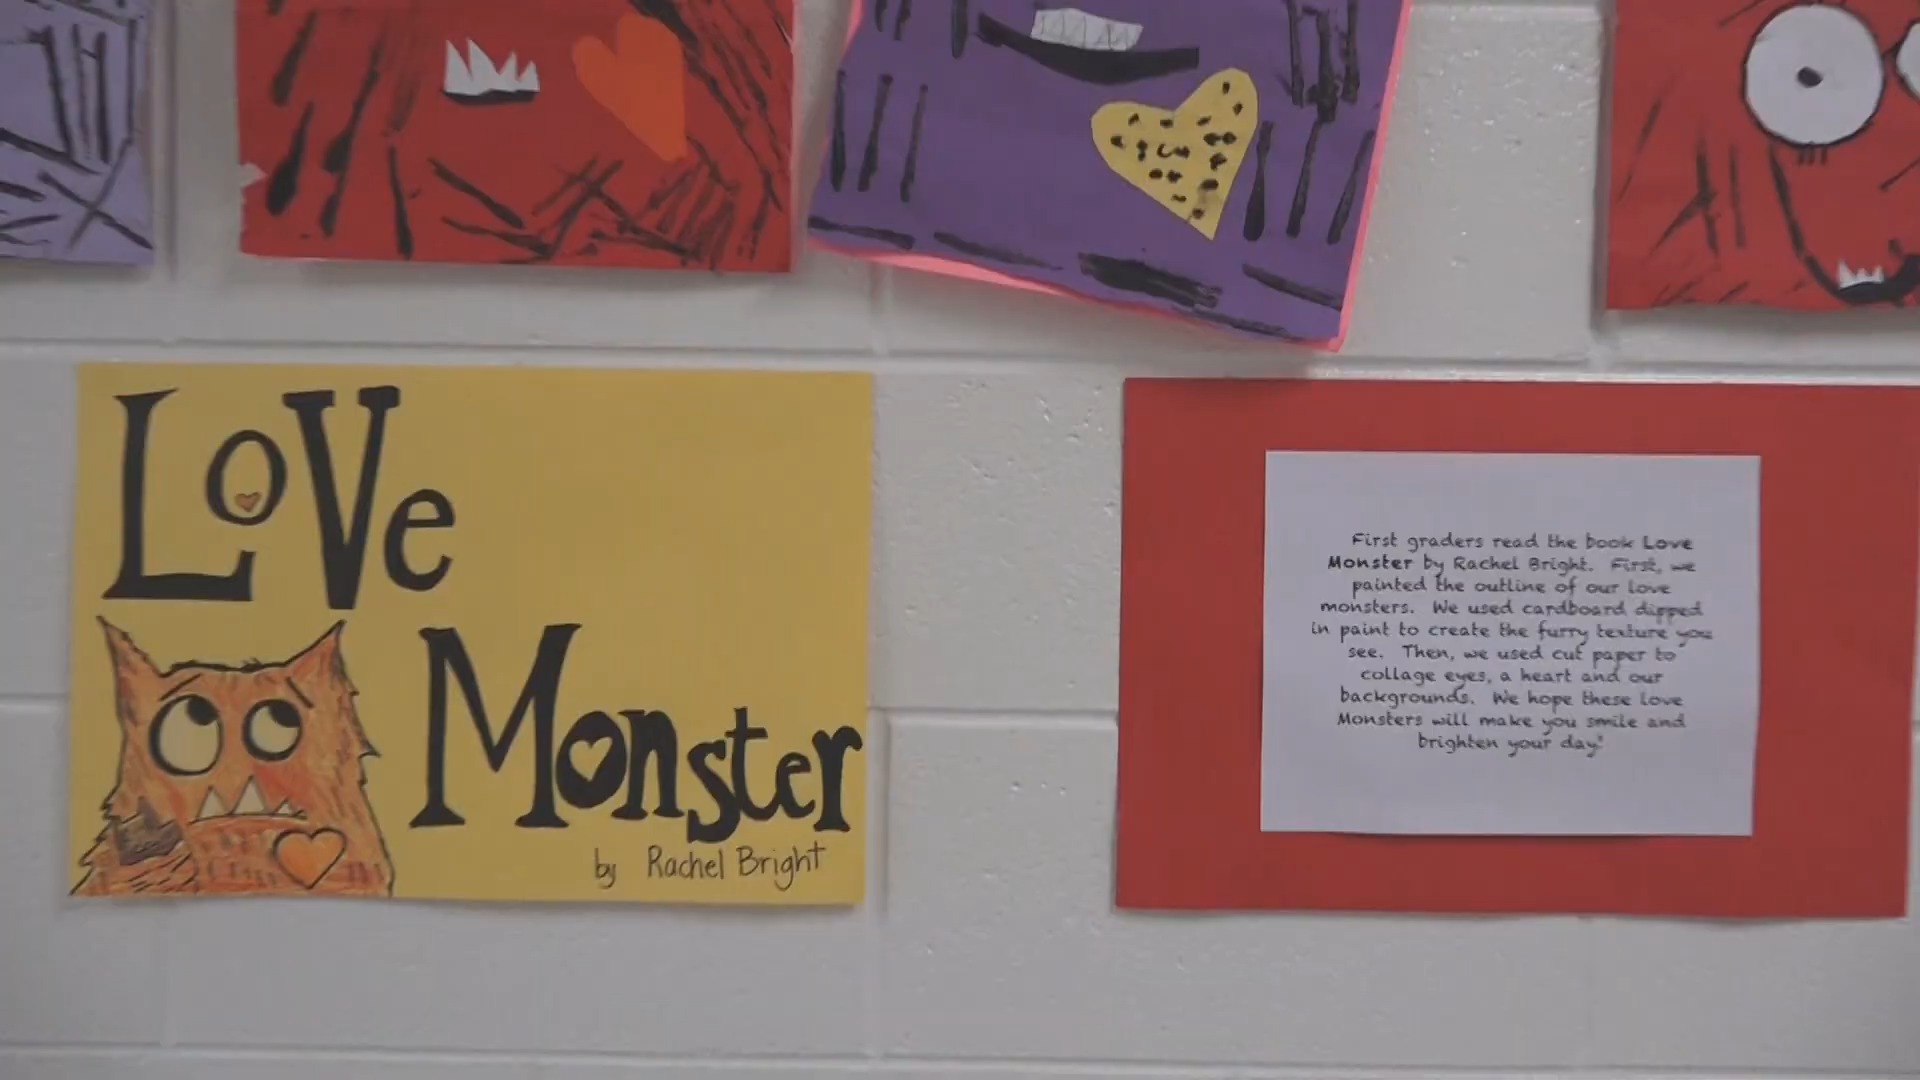 LoVe
Monster
by Rachel Bright
First graders read the book Love
Monster by Rachel Bright. First, we
painted the outline of our love
monsters. We used cardboard dipped
in paint to create the furry texture you
see. Then, we used cut paper to
collage eyes, a heart and our
backgrounds. We hope these love
Monsters will make you smile and
brighten your day!